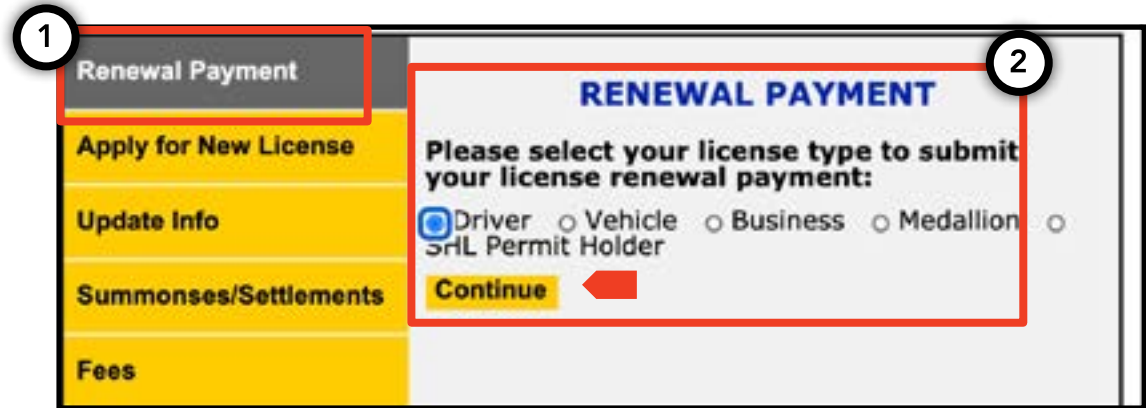 1
Renewal Payment
Apply for New License
Update Info
Summonses/Settlements
Fees
2
RENEWAL PAYMENT
Please select your license type to submit
your license renewal payment:
Driver Vehicle Business Medallion
SHL Permit Holder
Continue